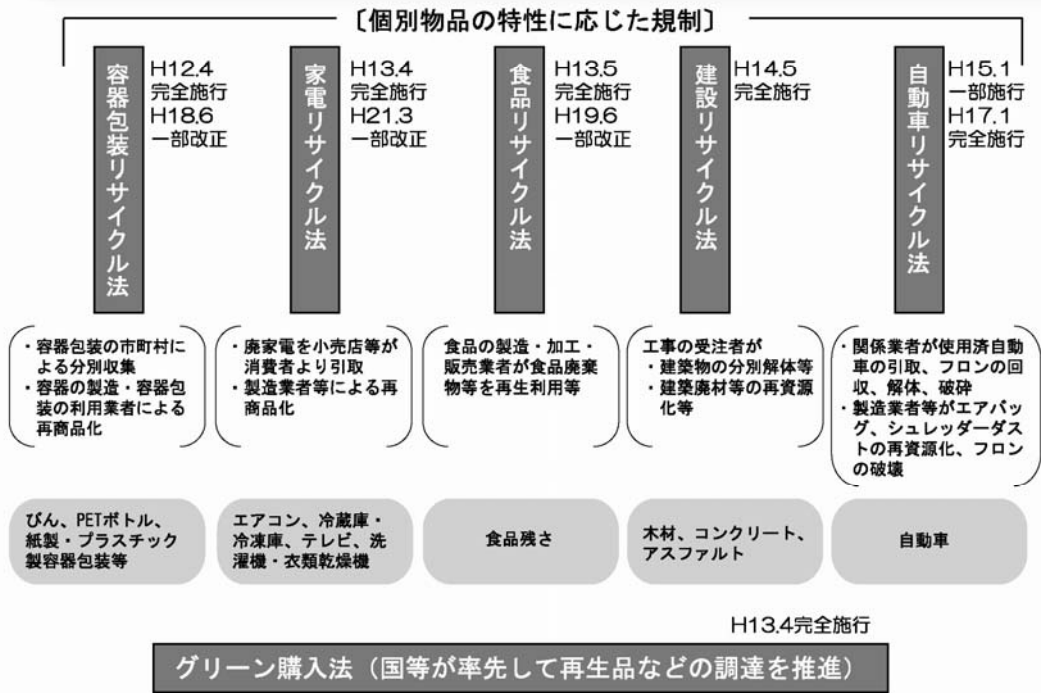 〔個別物品の特性に応じた規制〕
容器包装リサイクル法
H12.4
完全施行
H18.6
一部改正
家電リサイクル法
H13.4
完全施行
H21.3
一部改正
食品リサイクル法
H13.5
完全施行
H19.6
一部改正
建設リサイクル法
H14.5
完全施行
自動車リサイクル法
H15.1
一部施行
H17.1
完全施行
・容器包装の市町村に
よる分別収集
・容器の製造・容器包
装の利用業者による
再商品化
・廃家電を小売店等が
消費者より引取
・製造業者等による再
商品化
食品の製造・加工・
販売業者が食品廃棄
物等を再生利用等
工事の受注者が
・建築物の分別解体等
・建築廃材等の再資源
化等
・関係業者が使用済自動
車の引取、フロンの回
収、解体、破砕
・製造業者等がエアバッ
グ、シュレッダーダス
トの再資源化、フロン
の破壊
びん、PETボトル、
紙製・プラスチック
製容器包装等
エアコン、冷蔵庫・
冷凍庫、テレビ、洗
濯機・衣類乾燥機
食品残さ
木材、コンクリート、
アスファルト
自動車
H13.4完全施行
グリーン購入法（国等が率先して再生品などの調達を推進）